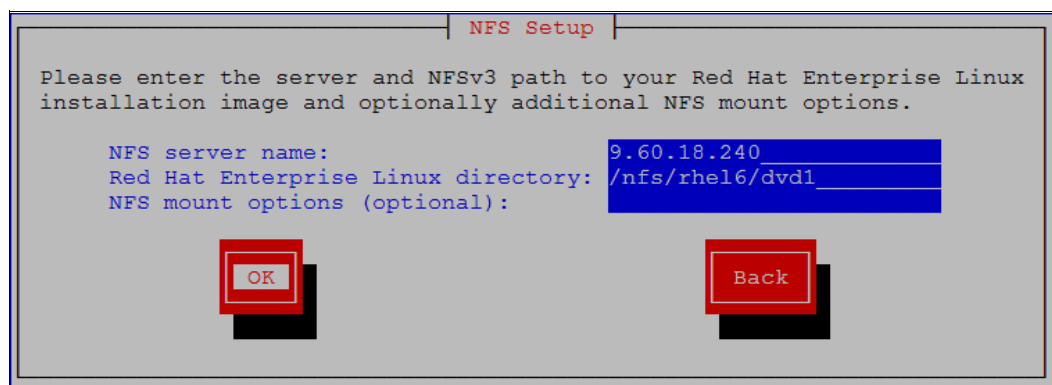 NFS Setup
Please enter the server and NFSv3 path to your Red Hat Enterprise Linux
installation image and optionally additional NFS mount options.
NFS server name: 9.60.18.240
Red Hat Enterprise Linux directory: /nfs/rhel6/dvd1
NFS mount options (optional):
OK Back